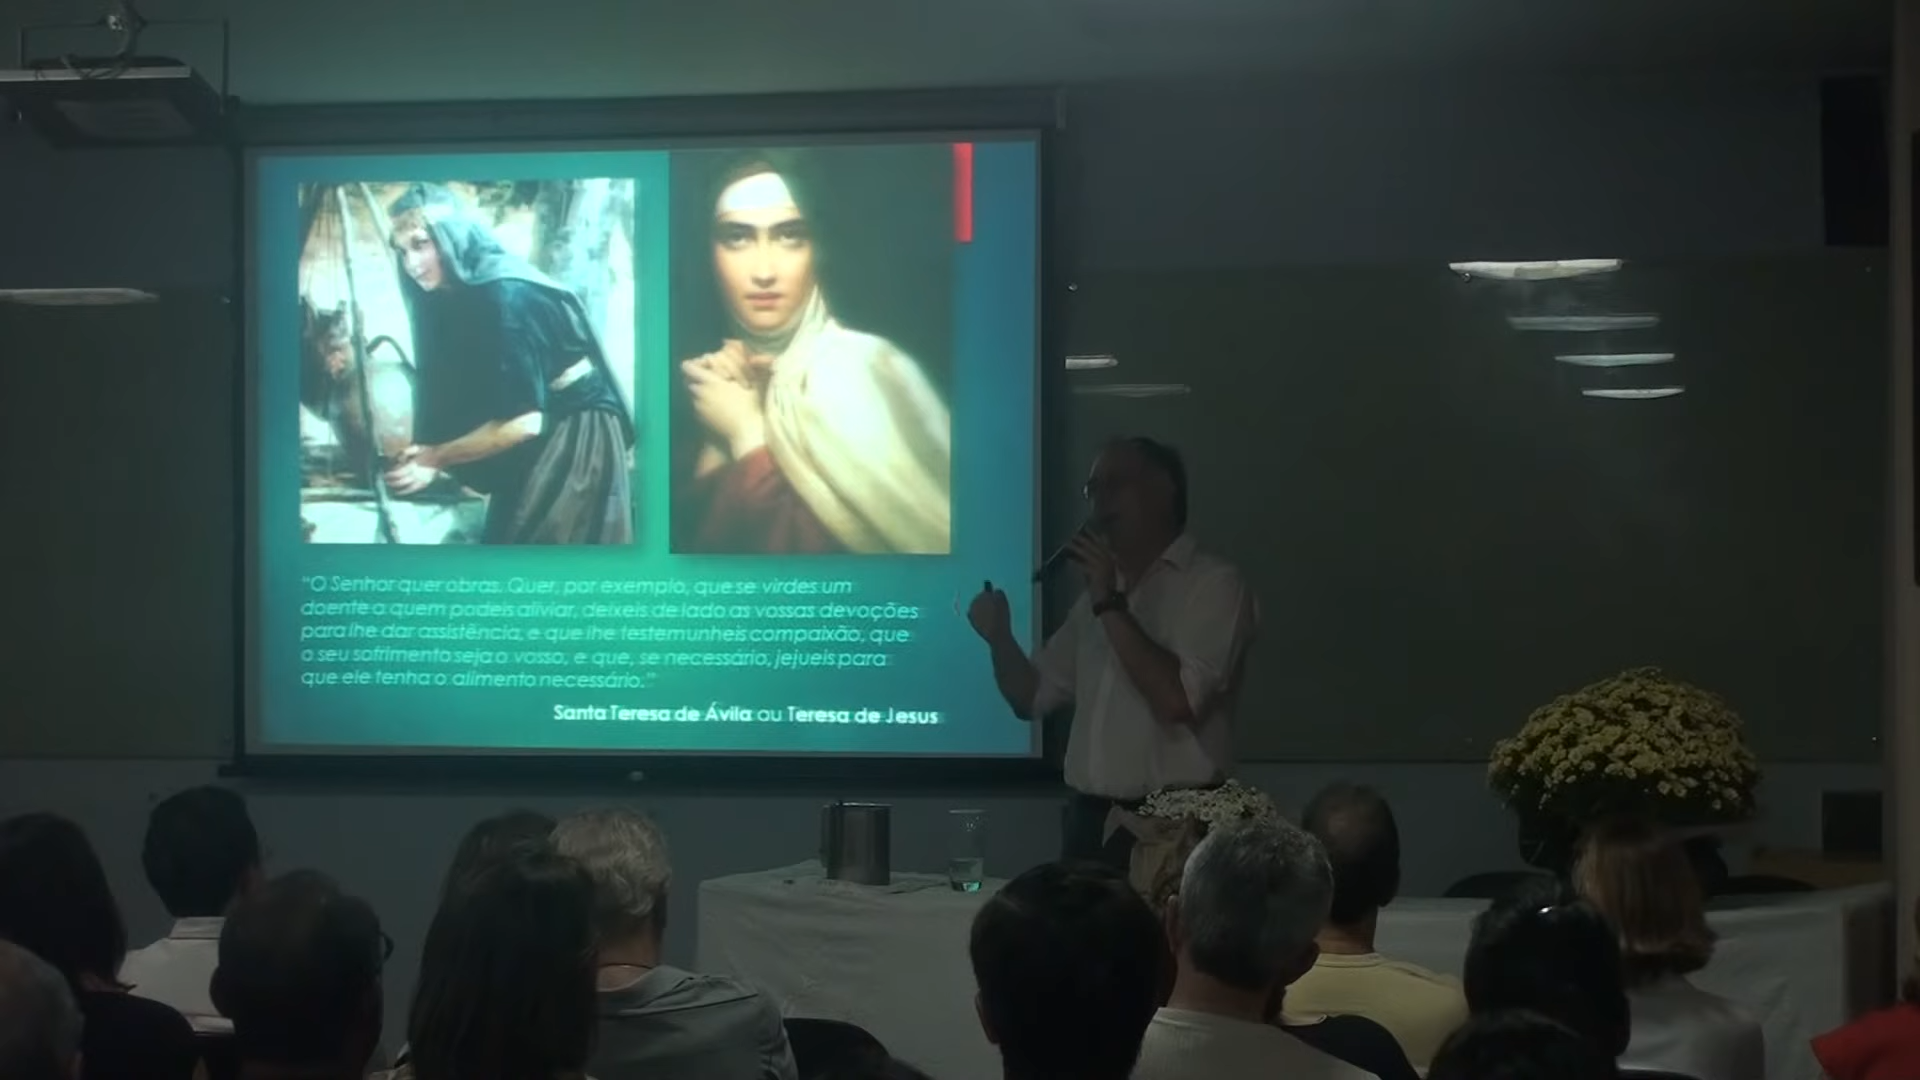 "O Senhor quer obras. Quer, por exemplo, que se virdes um
doente a quem podeis aliviar, deixeis de lado as vossas devoções
para lhe dar assistência, e que lhe testemunheis compaixão, que
o seu sofrimento seja o vosso, e que, se necessário, jejueis para
que ele tenha o alimento necessário."
Santa Teresa de Ávila ou Teresa de Jesus